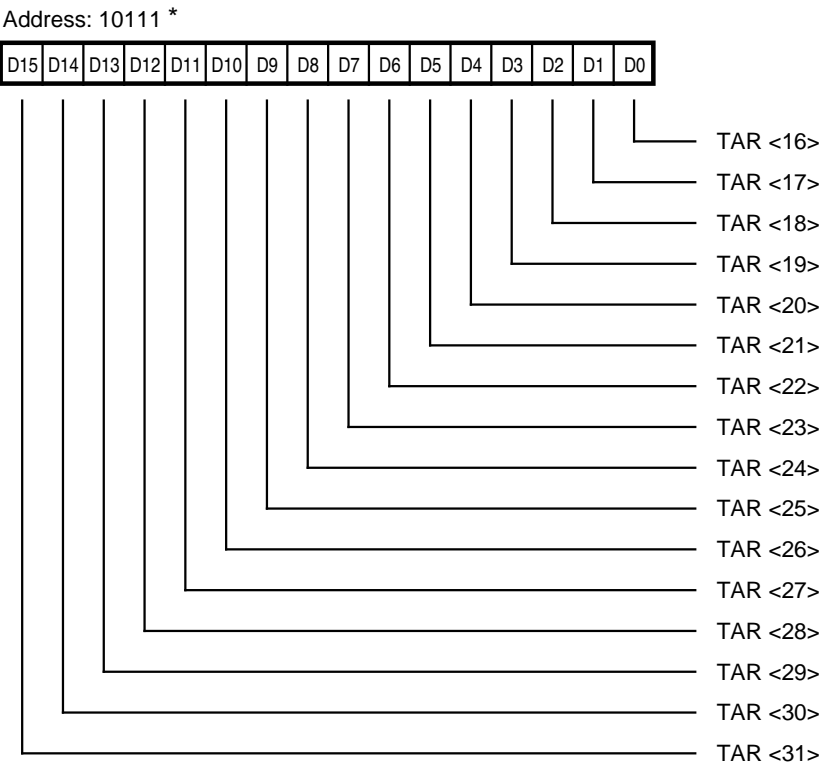 Address: 10111 *
D15 D14 D13 D12 D11 D10 D9 D8 D7 D6 D5 D4 D3 D2 D1 D0
TAR <16>
TAR <17>
TAR <18>
TAR <19>
TAR <20>
TAR <21>
TAR <22>
TAR <23>
TAR <24>
TAR <25>
TAR <26>
TAR <27>
TAR <28>
TAR <29>
TAR <30>
TAR <31>